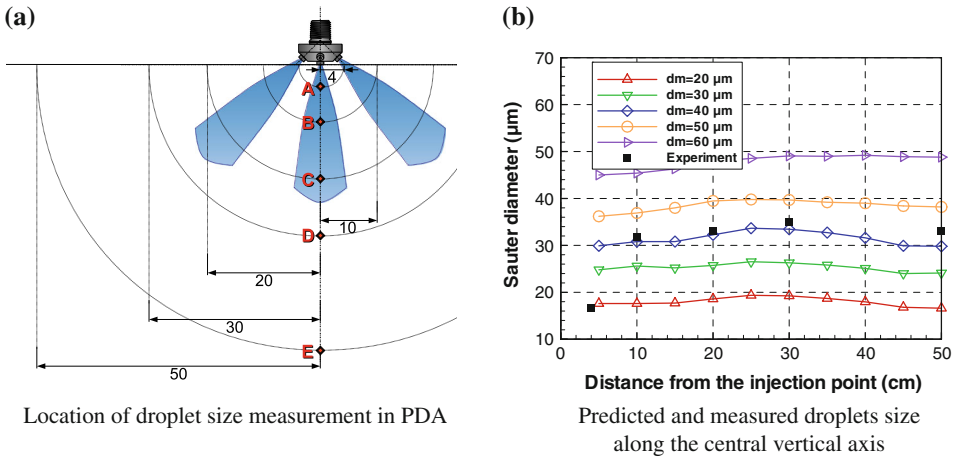 (a)
4
A
B
C
D
E
10
20
30
50
Location of droplet size measurement in PDA
(b)
Sauter diameter (µm)
70
60
50
40
30
20
10
dm=20 µm
dm=30 µm
dm=40 µm
dm=50 µm
dm=60 µm
Experiment
0 10 20 30 40 50
Distance from the injection point (cm)
Predicted and measured droplets size
along the central vertical axis